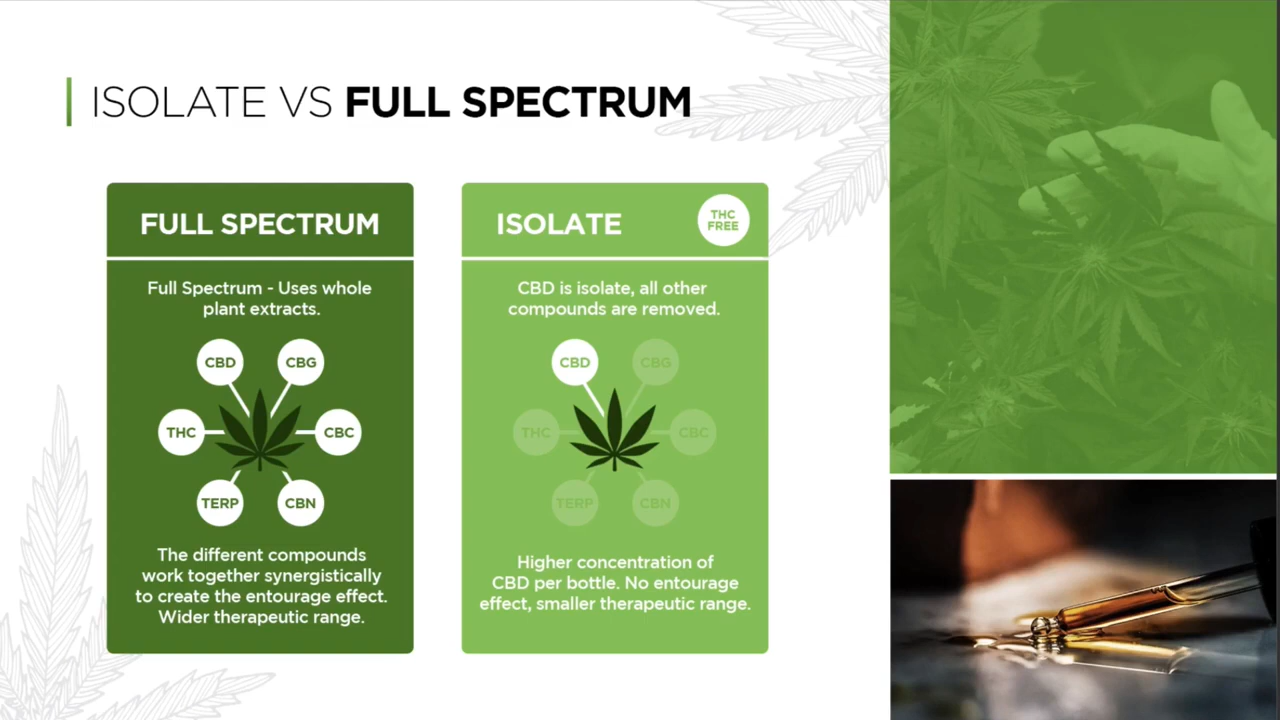 ISOLATE VS FULL SPECTRUM
FULL SPECTRUM
Full Spectrum - Uses whole
plant extracts.
CBD
CBG
THC
CBC
TERP
CBN
The different compounds
work together synergistically
to create the entourage effect.
Wider therapeutic range.
ISOLATE
THC
FREE
CBD is isolate, all other
compounds are removed.
CBD
CBG
THC
CBC
TERP
CBN
Higher concentration of
CBD per bottle. No entourage
effect, smaller therapeutic range.